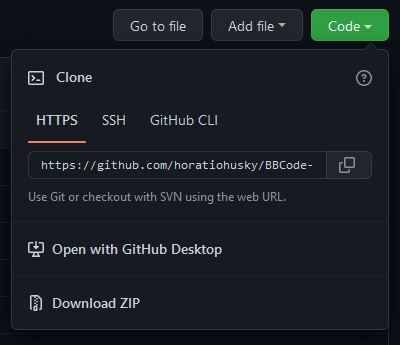 Go to file Add file Code
Clone
HTTPS SSH GitHub CLI
https://github.com/horatiohusky/BBCode-
Use Git or checkout with SVN using the web URL.
Open with GitHub Desktop
Download ZIP